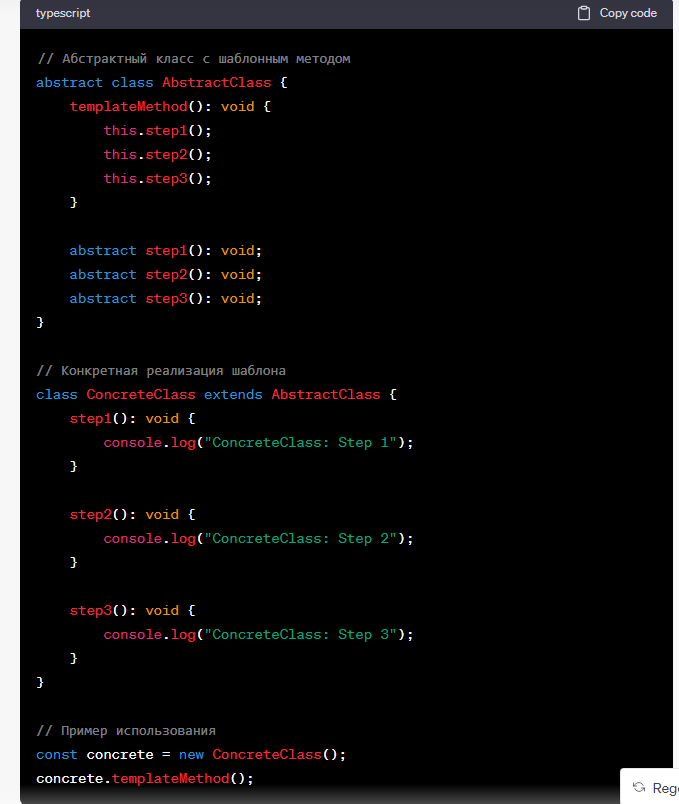 typescript
Copy code
// Абстрактный класс с шаблонным методом
abstract class AbstractClass {
    templateMethod(): void {
        this.step1();
        this.step2();
        this.step3();
    }

    abstract step1(): void;
    abstract step2(): void;
    abstract step3(): void;
}

// Конкретная реализация шаблона
class ConcreteClass extends AbstractClass {
    step1(): void {
        console.log("ConcreteClass: Step 1");
    }

    step2(): void {
        console.log("ConcreteClass: Step 2");
    }

    step3(): void {
        console.log("ConcreteClass: Step 3");
    }
}

// Пример использования
const concrete = new ConcreteClass();
concrete.templateMethod();